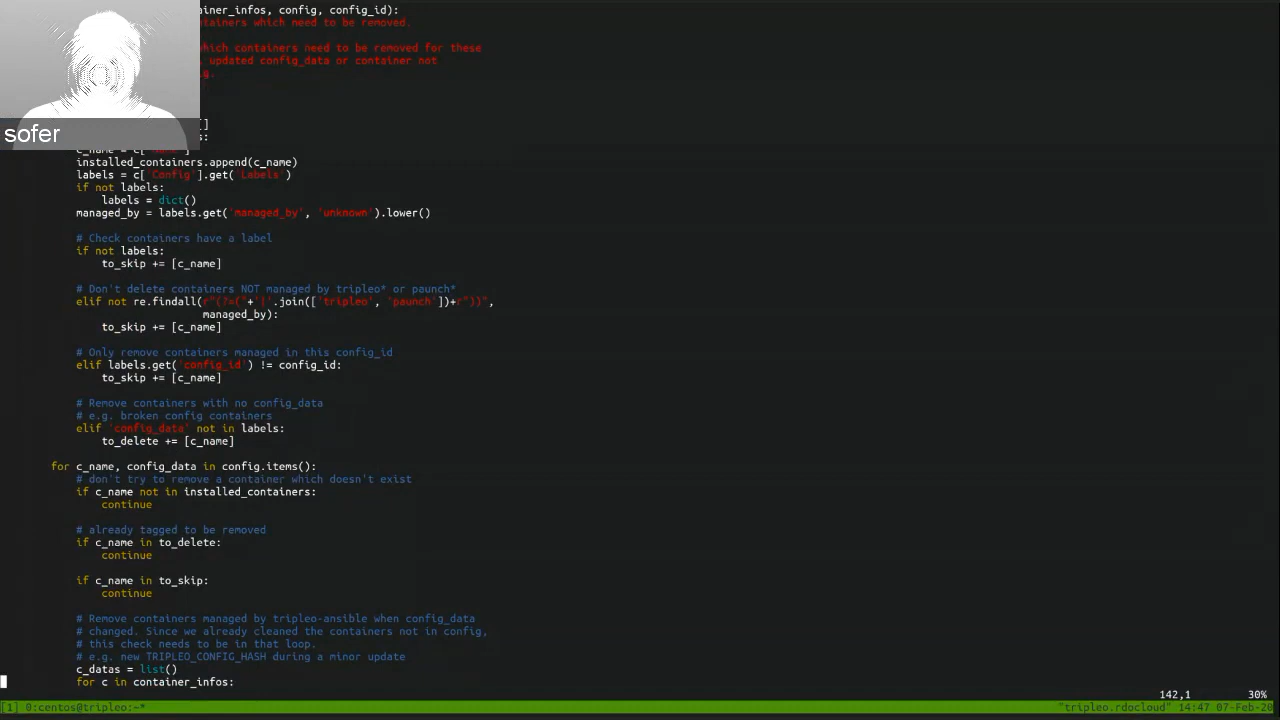 ainer_infos, config, config_id):
tainers which need to be removed.
which containers need to be removed for these
, updated config_data or container not
g.
[]
s:
sofer
installed_containers.append(c_name)
labels = c['Config'].get('Labels')
if not labels:
labels = dict()
managed_by = labels.get('managed_by', 'unknown').lower()
# Check containers have a label
if not labels:
to_skip += [c_name]
# Don't delete containers NOT managed by tripleo* or paunch*
elif not re.findall(r"(?=("+'|'.join(['tripleo', 'paunch'])+r"))",
managed_by):
to_skip += [c_name]
# Only remove containers managed in this config_id
elif labels.get('config_id') != config_id:
to_skip += [c_name]
# Remove containers with no config_data
# e.g. broken config containers
elif 'config_data' not in labels:
to_delete += [c_name]
for c_name, config_data in config.items():
# don't try to remove a container which doesn't exist
if c_name not in installed_containers:
continue
# already tagged to be removed
if c_name in to_delete:
continue
if c_name in to_skip:
continue
# Remove containers managed by tripleo-ansible when config_data
# changed. Since we already cleaned the containers not in config,
# this check needs to be in that loop.
# e.g. new TRIPLEO_CONFIG_HASH during a minor update
c_datas = list()
for c in container_infos:
142,1 30%
[1] 0:centos@tripleo:~* "tripleo.rdocloud" 14:47 07-Feb-20